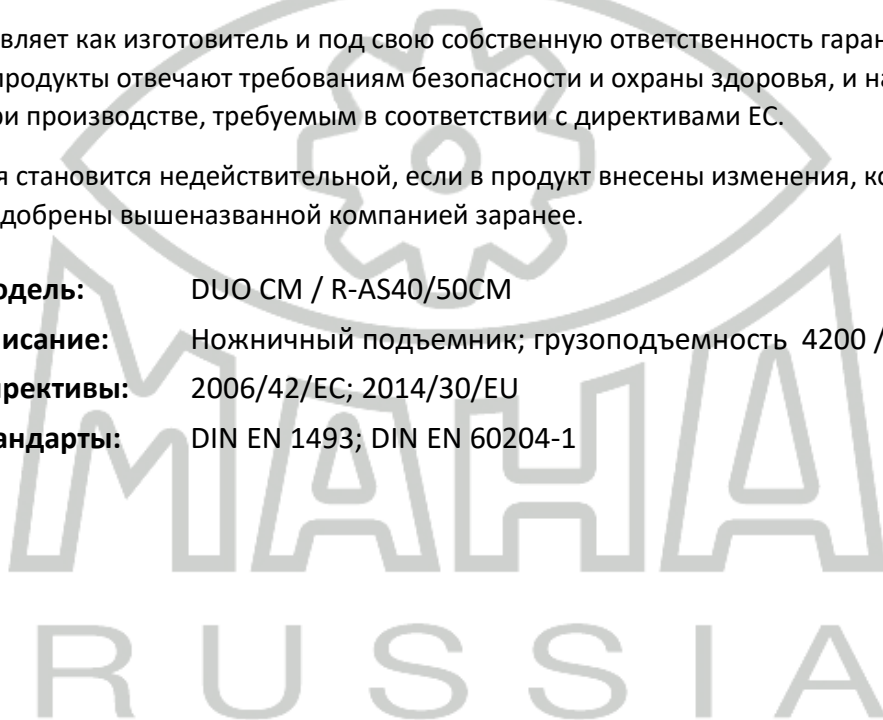 вляет как изготовитель и под свою собственную ответственность гаран
продукты отвечают требованиям безопасности и охраны здоровья, и на
ри производстве, требуемым в соответствии с директивами ЕС.
я становится недействительной, если в продукт внесены изменения, ко
добрены вышеназванной компанией заранее.
одель: DUO CM / R-AS40/50CM
исание: Ножничный подъемник; грузоподъемность 4200 /
ирективы: 2006/42/EC; 2014/30/EU
андарты: DIN EN 1493; DIN EN 60204-1
MAHA
RUSSIA